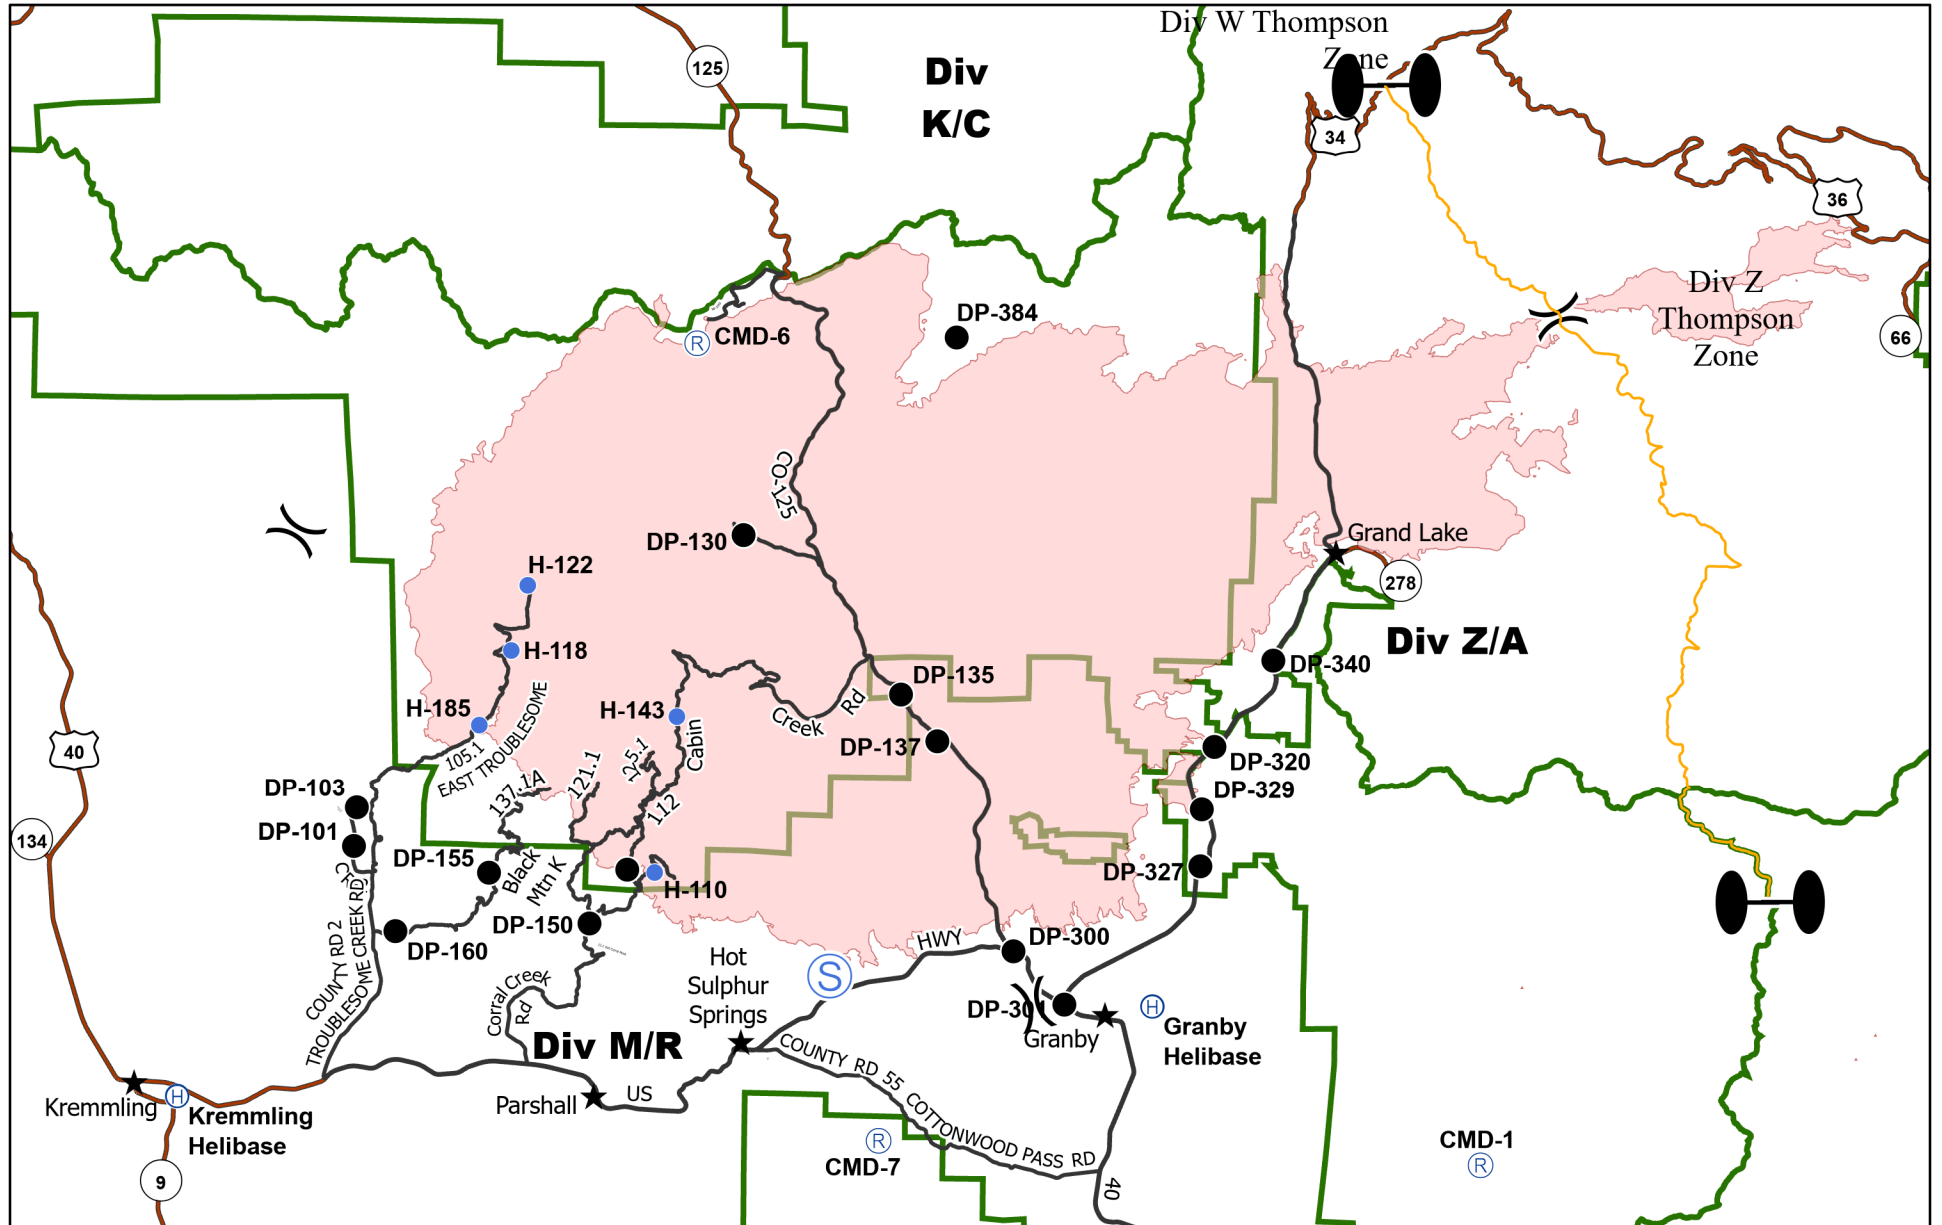 Div W Thompson
Zone
125
Div
K/C
34
36
Div Z
Thompson
Zone
66
DP-384
CMD-6
R
CO-125
DP-130
Grand Lake
278
H-122
H-118
Div Z/A
DP-340
DP-135
H-185
H-143
Creek
Rd
Cabin
DP-137
105.1
EAST TROUBLESOME
40
DP-320
DP-329
137.1A
121.1
112
DP-103
DP-101
134
DP-155
Black
Mtn K
H-110
DP-327
DP-150
DP-160
COUNTY RD 2
TROUBLESOME CREEK RD
HWY
DP-300
Hot
Sulphur
Springs
S
Corral Creek
Rd
DP-301
Granby
H
Granby
Helibase
Div M/R
COUNTY RD 55
COTTONWOOD PASS RD
Kremmling
H
Kremmling
Helibase
Parshall
US
CMD-7
R
CMD-1
R
9
40